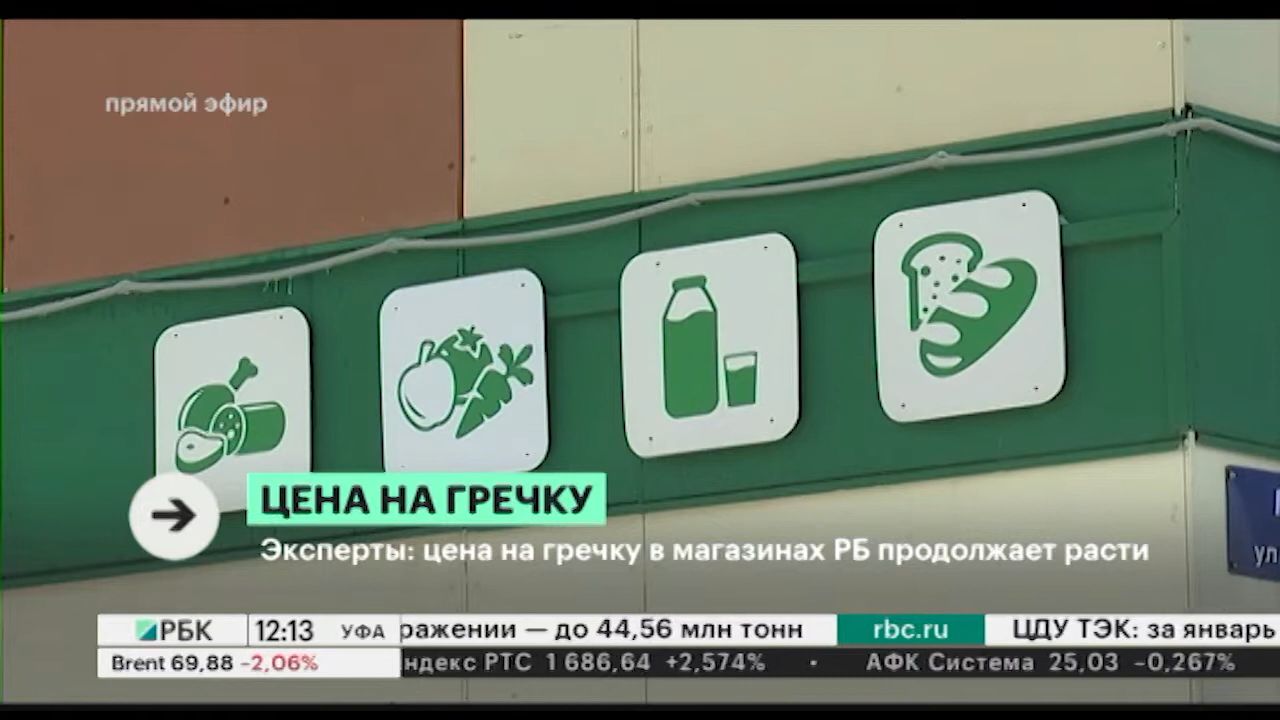 прямой эфир
ЦЕНА НА ГРЕЧКУ
Эксперты: цена на гречку в магазинах РБ продолжает расти
ул
РБК 12:13 УФА ражении — до 44,56 млн тонн rbc.ru ЦДУ ТЭК: за январь
Brent 69,88 -2,06% ндекс РТС 1 686,64 +2,574% • АФК Система 25,03 -0,267%